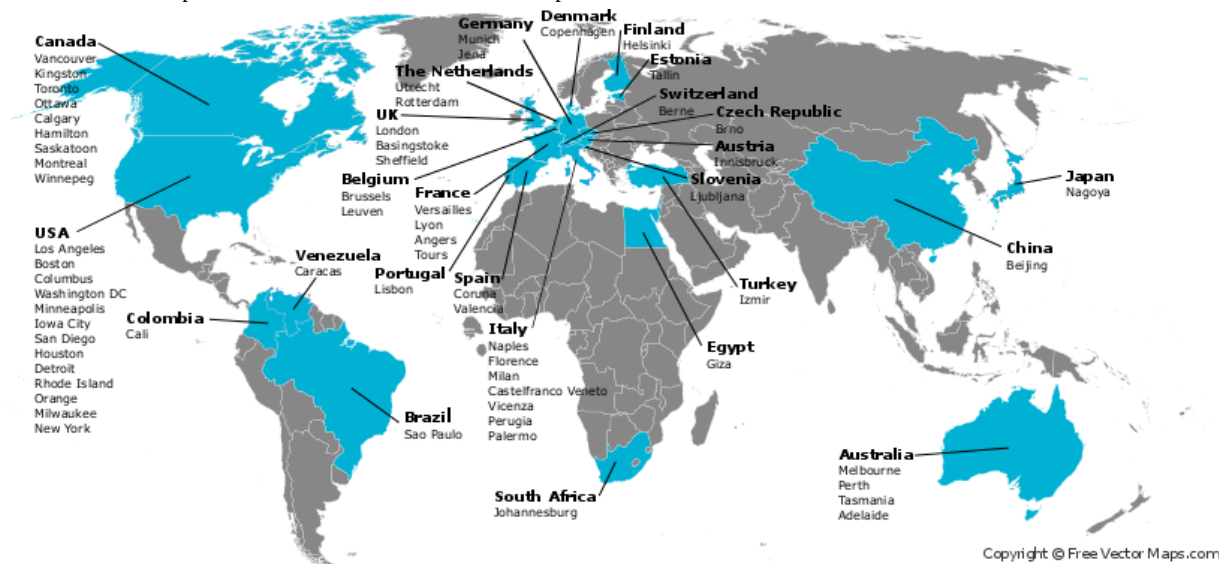 Canada
Vancouver
Kingston
Toronto
Ottawa
Calgary
Hamilton
Saskatoon
Montreal
Winnepeg
USA
Los Angeles
Boston
Columbus
Washington DC
Minneapolis
Iowa City
San Diego
Houston
Detroit
Rhode Island
Orange
Milwaukee
New York
Venezuela
Caracas
Colombia
Cali
Brazil
Sao Paulo
Germany
Munich
Jena
Denmark
Copenhagen
Finland
Helsinki
Estonia
Tallin
The Netherlands
Utrecht
Rotterdam
UK
London
Basingstoke
Sheffield
Switzerland
Berne
Czech Republic
Brno
Austria
Innisbruck
Slovenia
Ljubljana
Belgium
Brussels
Leuven
France
Versailles
Lyon
Angers
Tours
Portugal
Lisbon
Spain
Coruna
Valencia
Italy
Naples
Florence
Milan
Castelfranco Veneto
Vicenza
Perugia
Palermo
Turkey
Izmir
Egypt
Giza
South Africa
Johannesburg
Japan
Nagoya
China
Beijing
Australia
Melbourne
Perth
Tasmania
Adelaide
Copyright © Free Vector Maps.com